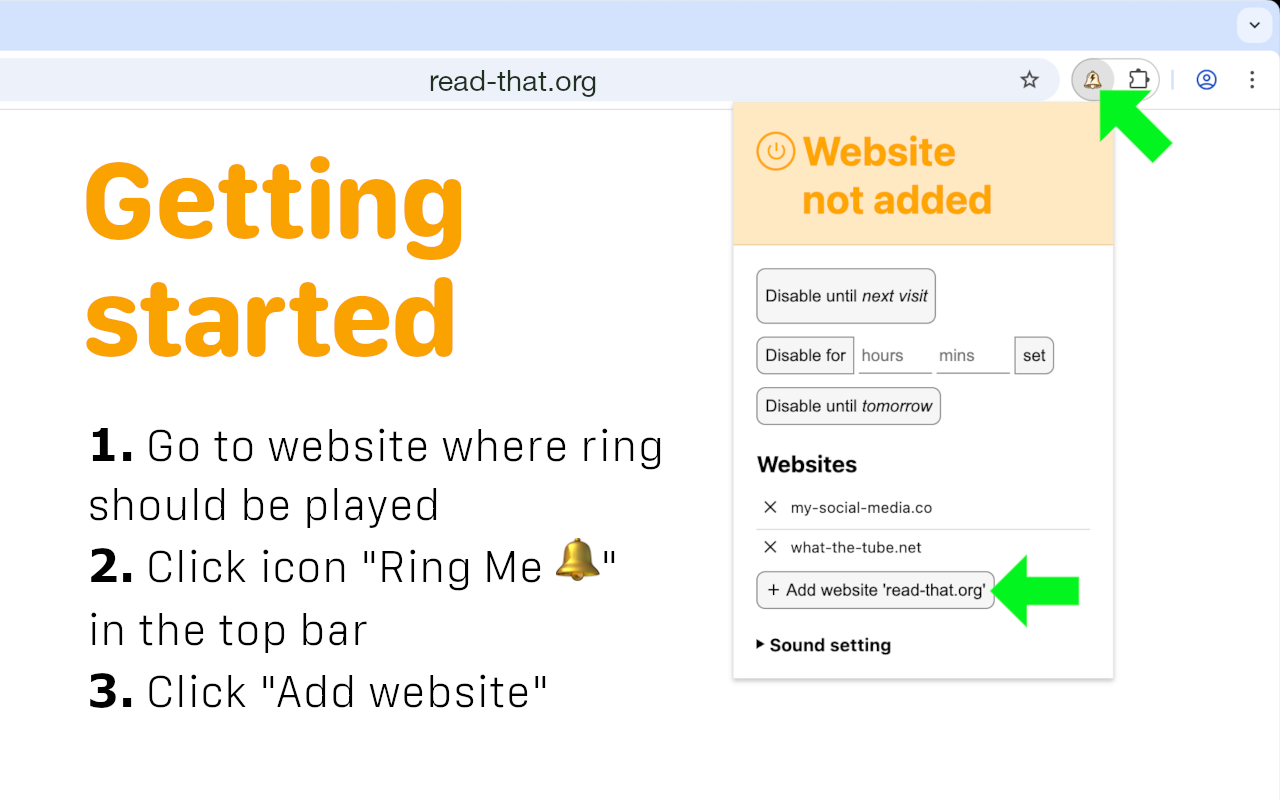 read-that.org
Getting
started
1. Go to website where ring
should be played
2. Click icon "Ring Me 🔔"
in the top bar
3. Click "Add website"
Website
not added
Disable until next visit
Disable for hours mins set
Disable until tomorrow
Websites
my-social-media.co
what-the-tube.net
+ Add website 'read-that.org'
Sound setting